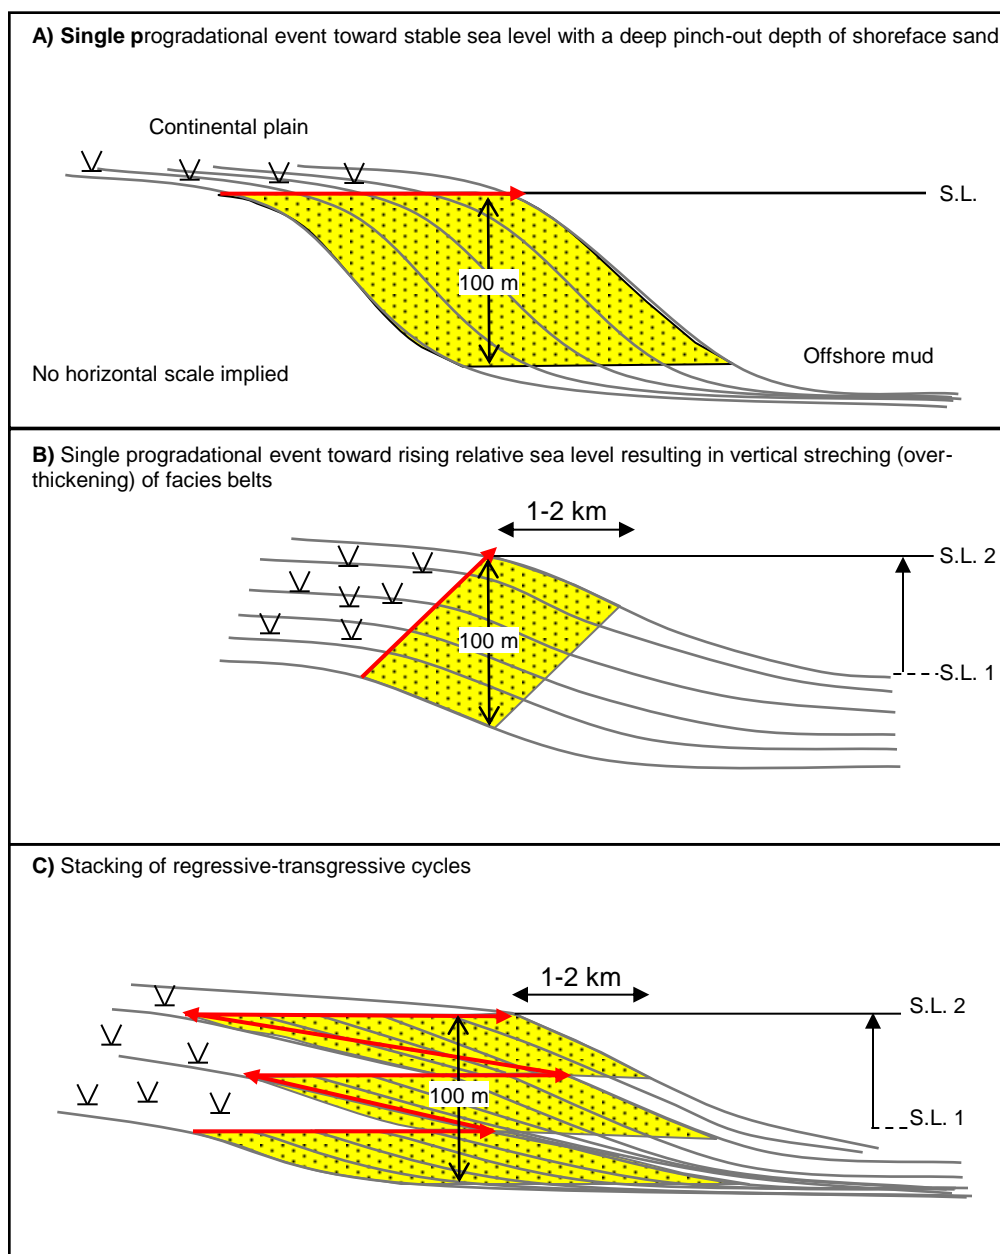 A) Single progradational event toward stable sea level with a deep pinch-out depth of shoreface sand
Continental plain
S.L.
100 m
Offshore mud
No horizontal scale implied
B) Single progradational event toward rising relative sea level resulting in vertical streching (over-
thickening) of facies belts
1-2 km
S.L. 2
100 m
S.L. 1
C) Stacking of regressive-transgressive cycles
1-2 km
S.L. 2
100 m
S.L. 1